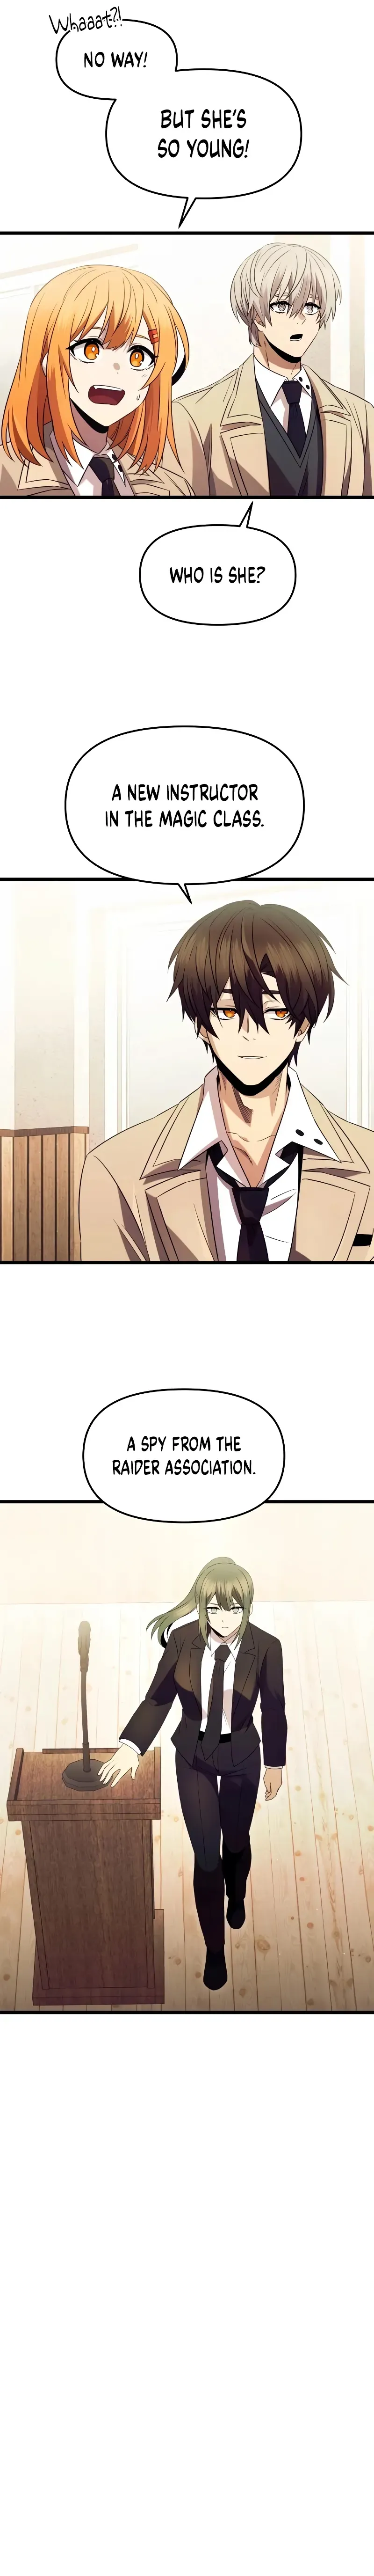 Whaaat?!
NO WAY!
BUT SHE'S
SO YOUNG!
WHO IS SHE?
A NEW INSTRUCTOR
IN THE MAGIC CLASS.
A SPY FROM THE
RAIDER ASSOCIATION.